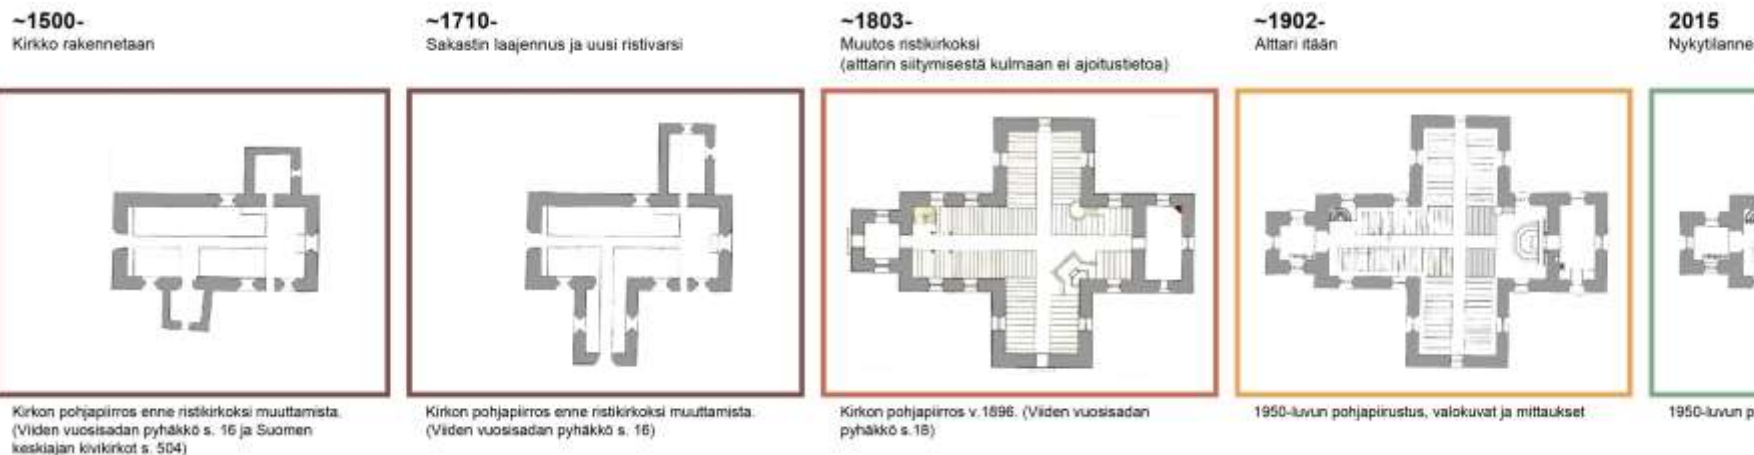 ~1500-
Kirkko rakennetaan
~1710-
Sakastin laajennus ja uusi ristivarsi
~1803-
Muutos ristikirkoksi
(alttarin siitymisestä kulmaan ei ajoitustietoa)
~1902-
Alttari itään
2015
Nykytilanne
Kirkon pohjapiirros enne ristikirkoksi muuttamista.
(Viiden vuosisadan pyhäkkö s. 16 ja Suomen
keskiajan kivikirkot s. 504)
Kirkon pohjapiirros enne ristikirkoksi muuttamista.
(Viiden vuosisadan pyhäkkö s. 16)
Kirkon pohjapiirros v.1896. (Viiden vuosisadan
pyhäkkö s.18)
1950-luvun pohjapiirustus, valokuvat ja mittaukset
1950-luvun p